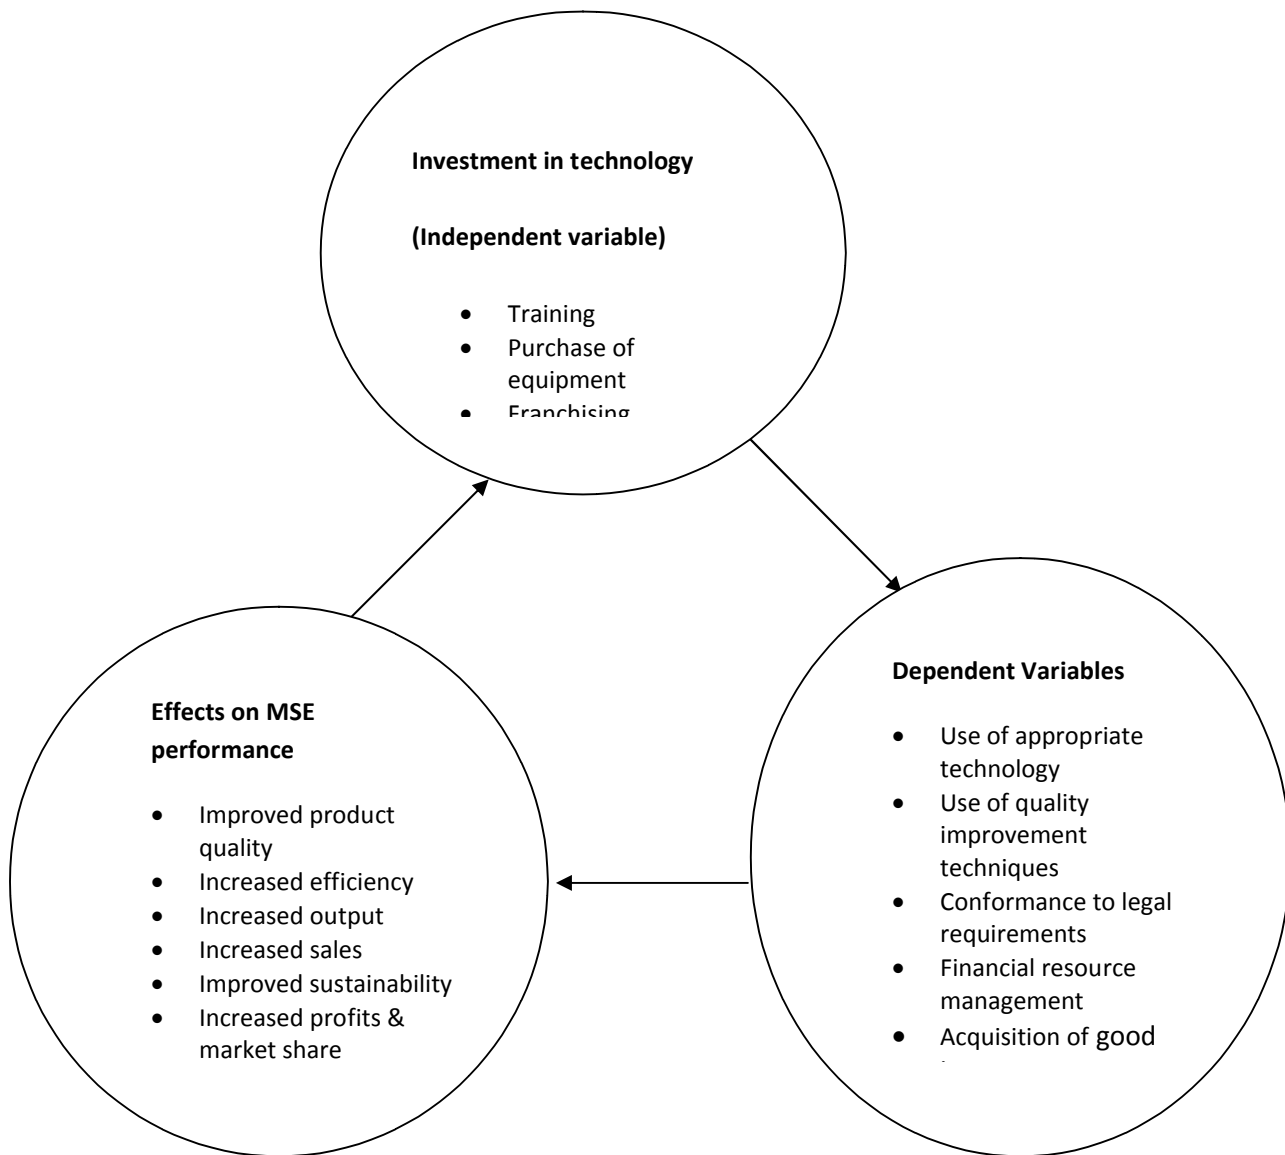 Investment in technology
(Independent variable)
• Training
• Purchase of
equipment
• Franchising
Dependent Variables
• Use of appropriate
technology
• Use of quality
improvement
techniques
• Conformance to legal
requirements
• Financial resource
management
• Acquisition of good
Effects on MSE
performance
• Improved product
quality
• Increased efficiency
• Increased output
• Increased sales
• Improved sustainability
• Increased profits &
market share